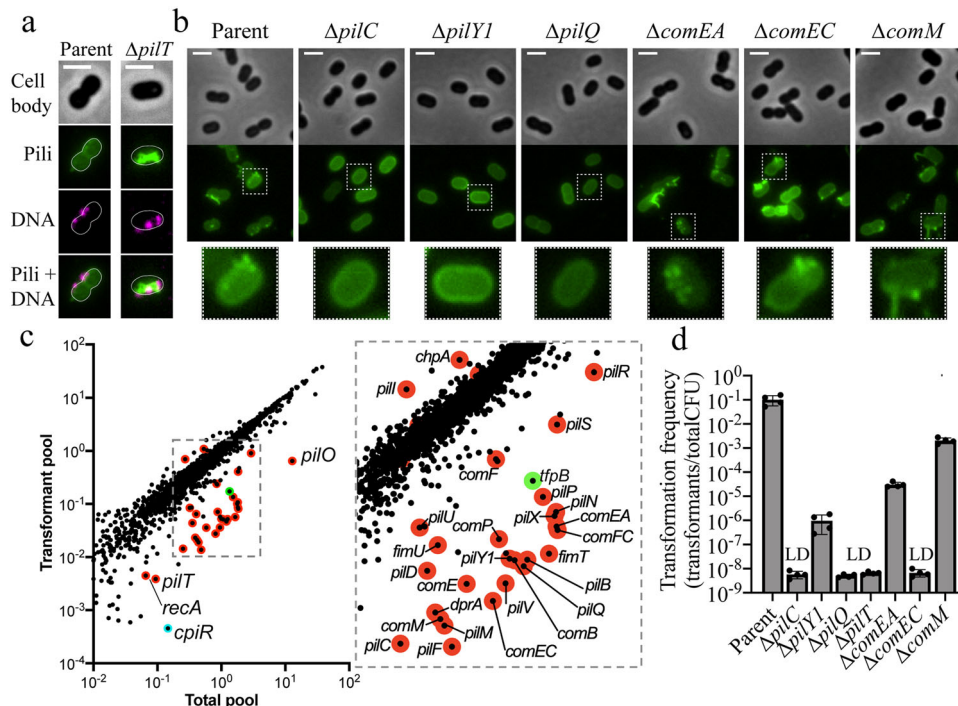 a
Parent
ΔpilT
Cell body
Pili
DNA
Pili + DNA
b
Parent
ΔpilC
ΔpilY1
ΔpilQ
ΔcomEA
ΔcomEC
ΔcomM
c
Transformant pool
10²
10¹
10⁰
10⁻¹
10⁻²
10⁻³
10⁻⁴
10⁻²
10⁻¹
10⁰
10¹
10²
Total pool
pilO
pilT
recA
cpiR
chpA
pilI
pilR
pilS
comF
tfpB
pilP
pilN
pilX
comEA
comFC
pilU
comP
fimU
pilY1
fimT
pilD
comE
pilB
pilQ
pilV
dprA
comB
comM
pilM
comEC
pilC
pilF
d
Transformation frequency
(transformants/totalCFU)
10⁰
10⁻¹
10⁻²
10⁻³
10⁻⁴
10⁻⁵
10⁻⁶
10⁻⁷
10⁻⁸
10⁻⁹
LD
LD
LD
Parent
ΔpilC
ΔpilY1
ΔpilQ
ΔpilT
ΔcomEA
ΔcomEC
ΔcomM